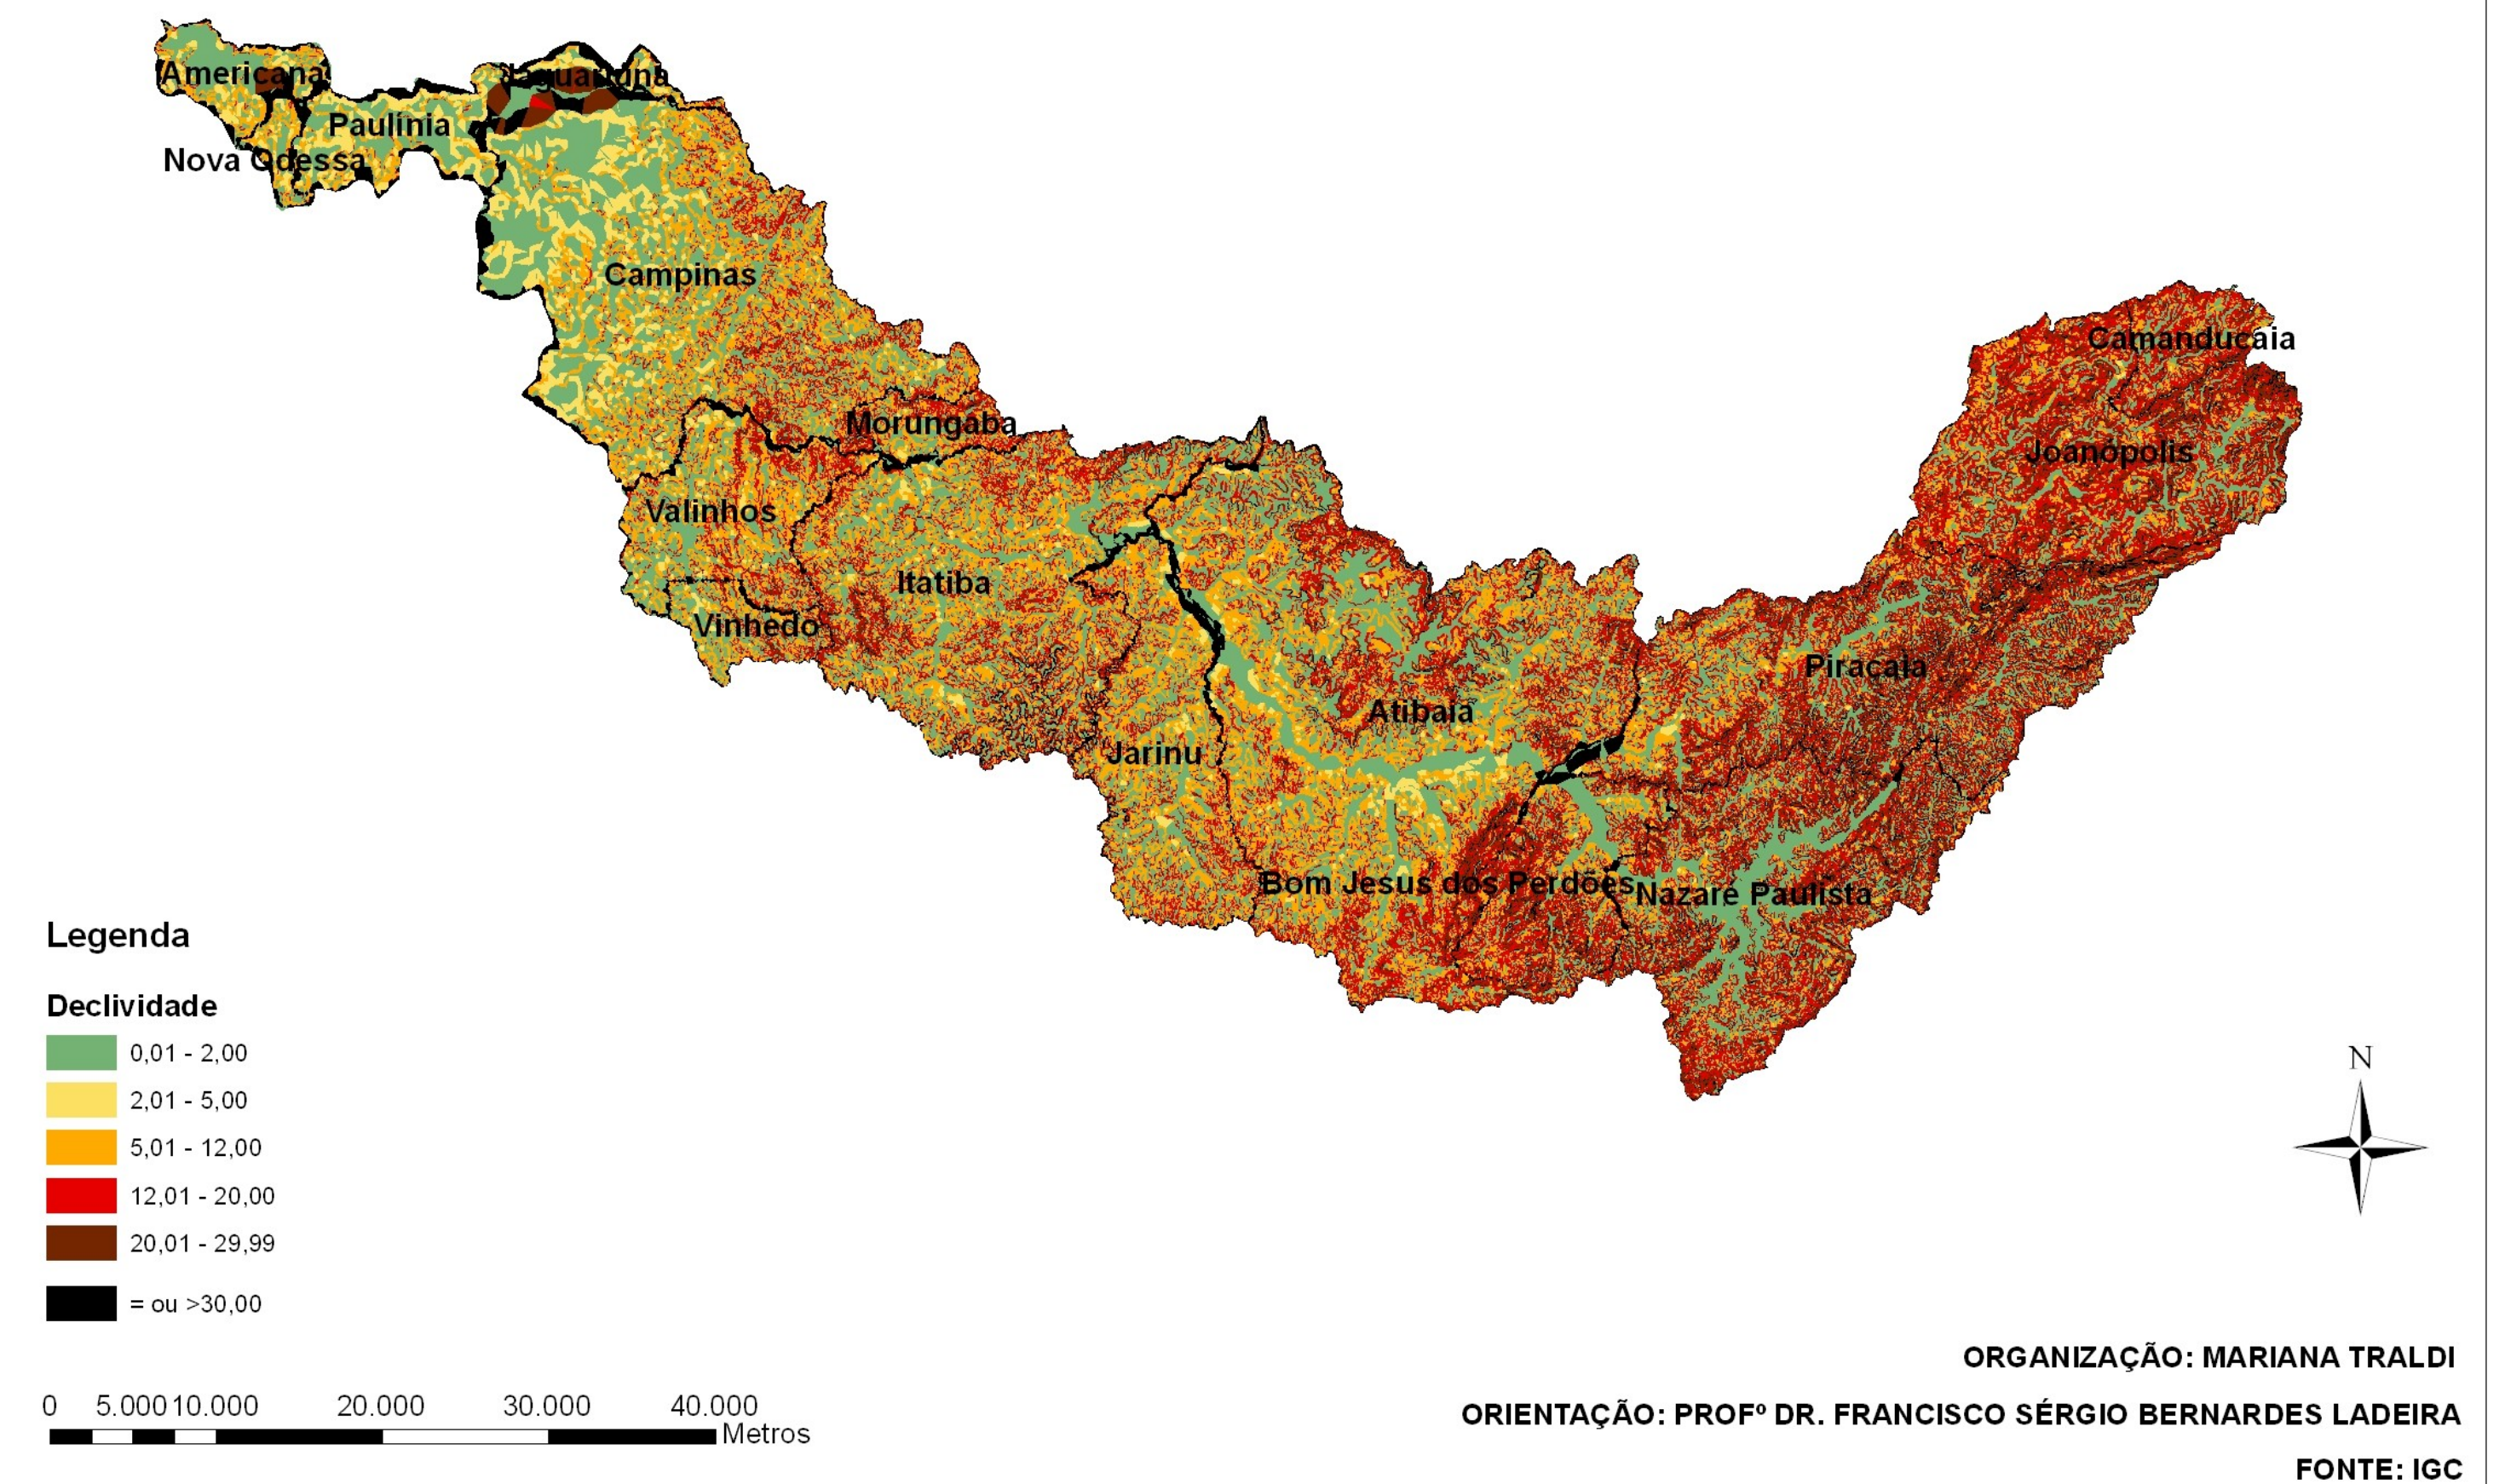 Americana
Jaguariúna
Paulínia
Nova Odessa
Campinas
Camanducaia
Morungaba
Joanópolis
Valinhos
Itatiba
Vinhedo
Piracaia
Atibaia
Jarinu
Bom Jesus dos Perdões
Nazaré Paulista
Legenda
Declividade
0,01 - 2,00
2,01 - 5,00
5,01 - 12,00
12,01 - 20,00
20,01 - 29,99
= ou >30,00
N
0 5.000 10.000 20.000 30.000 40.000
Metros
ORGANIZAÇÃO: MARIANA TRALDI
ORIENTAÇÃO: PROFº DR. FRANCISCO SÉRGIO BERNARDES LADEIRA
FONTE: IGC